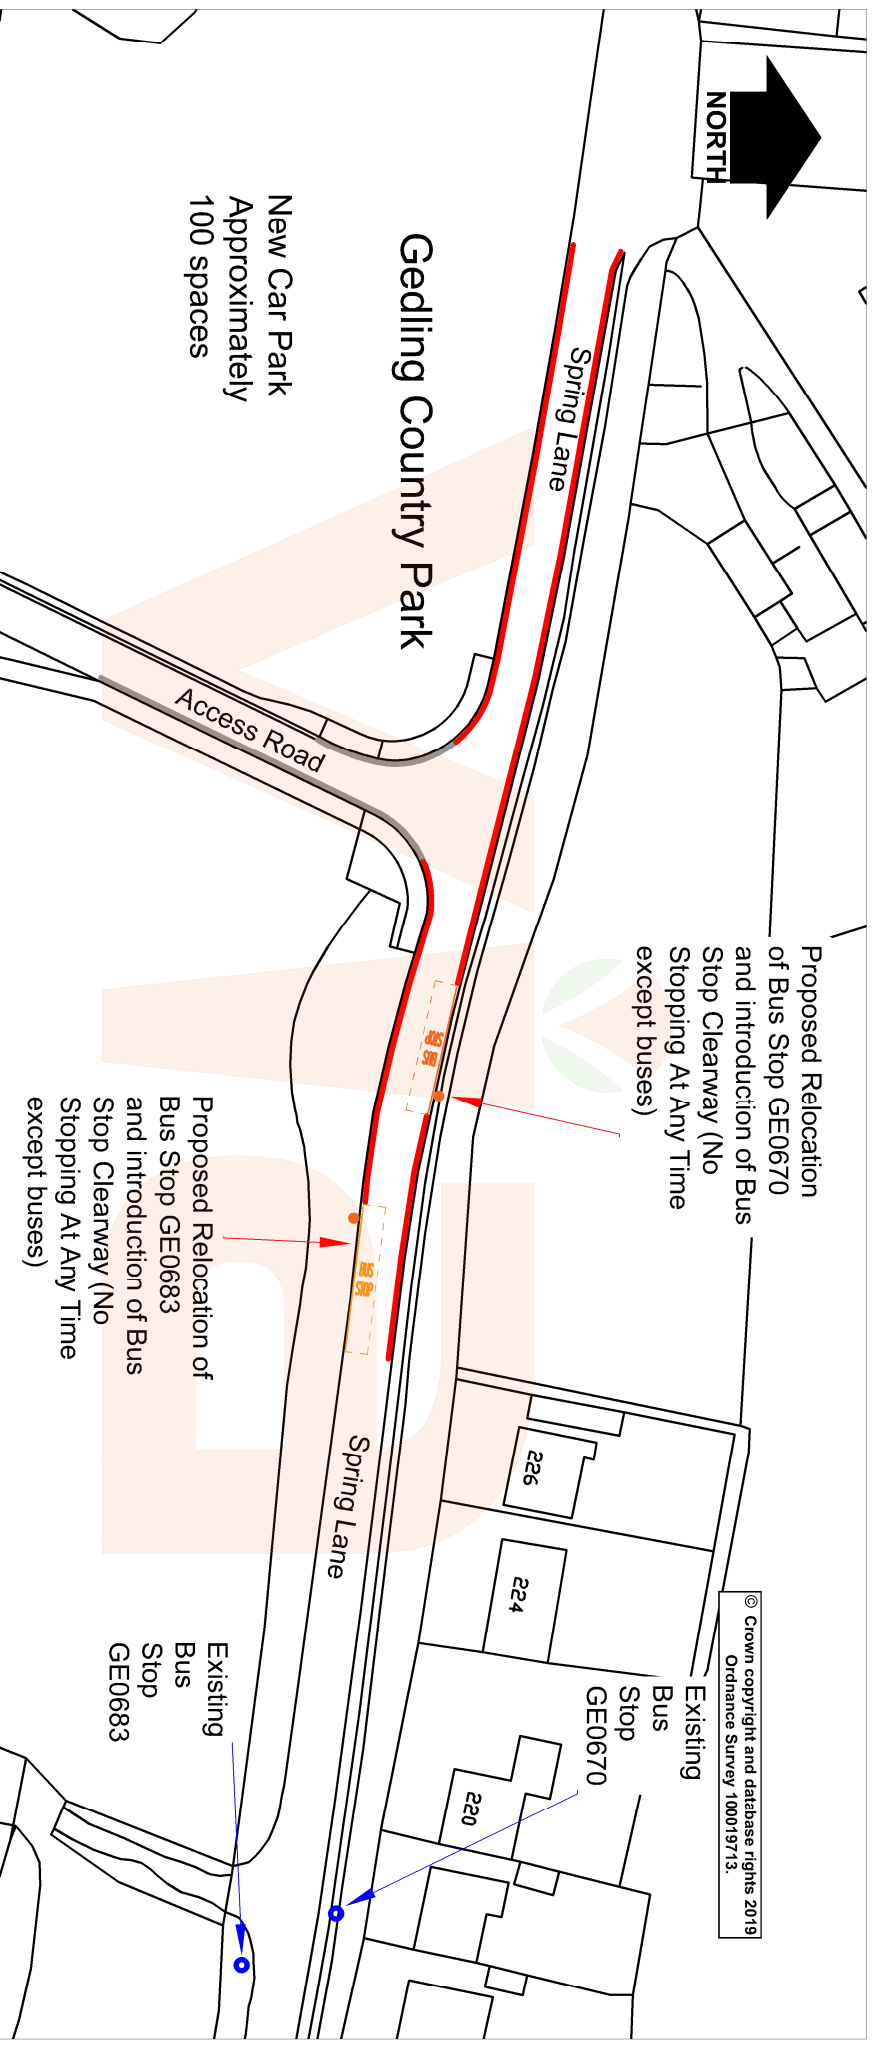 NORTH
New Car Park
Approximately
100 spaces
Gedling Country Park
Spring Lane
Access Road
Proposed Relocation
of Bus Stop GE0670
and introduction of Bus
Stop Clearway (No
Stopping At Any Time
except buses)
BUS
STOP
Proposed Relocation of
Bus Stop GE0683
and introduction of Bus
Stop Clearway (No
Stopping At Any Time
except buses)
BUS
STOP
Spring Lane
226
224
220
© Crown copyright and database rights 2019
Ordnance Survey 100019713.
Existing
Bus
Stop
GE0670
Existing
Bus
Stop
GE0683